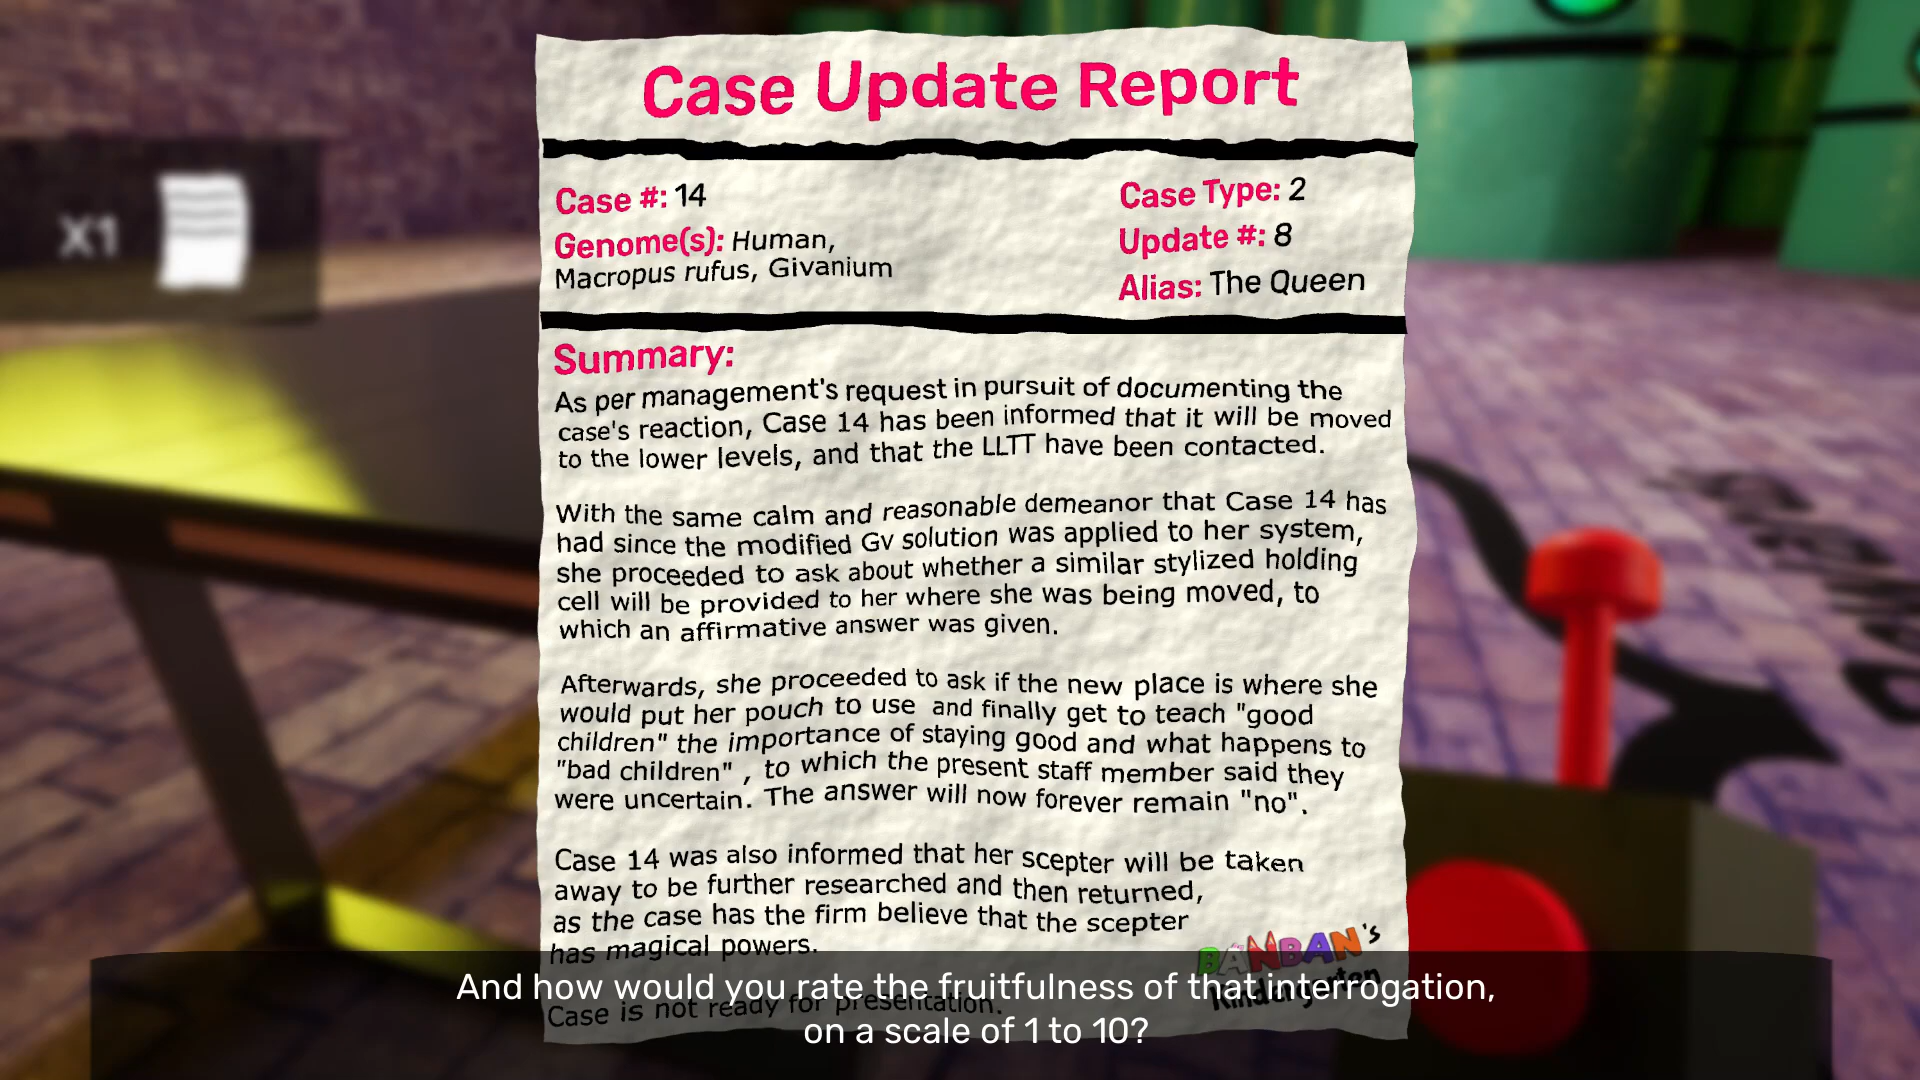 Case Update Report
X1
Case #: 14
Genome(s): Human,
Macropus rufus, Givanium
Case Type: 2
Update #: 8
Alias: The Queen
Summary:
As per management's request in pursuit of documenting the
case's reaction, Case 14 has been informed that it will be moved
to the lower levels, and that the LLTT have been contacted.
With the same calm and reasonable demeanor that Case 14 has
had since the modified Gv solution was applied to her system,
she proceeded to ask about whether a similar stylized holding
cell will be provided to her where she was being moved, to
which an affirmative answer was given.
Afterwards, she proceeded to ask if the new place is where she
would put her pouch to use and finally get to teach "good
children" the importance of staying good and what happens to
"bad children" , to which the present staff member said they
were uncertain. The answer will now forever remain "no".
Case 14 was also informed that her scepter will be taken
away to be further researched and then returned,
as the case has the firm believe that the scepter
has magical powers.
Case is not ready for presentation.
BANBAN's
Kindergarten
And how would you rate the fruitfulness of that interrogation,
on a scale of 1 to 10?